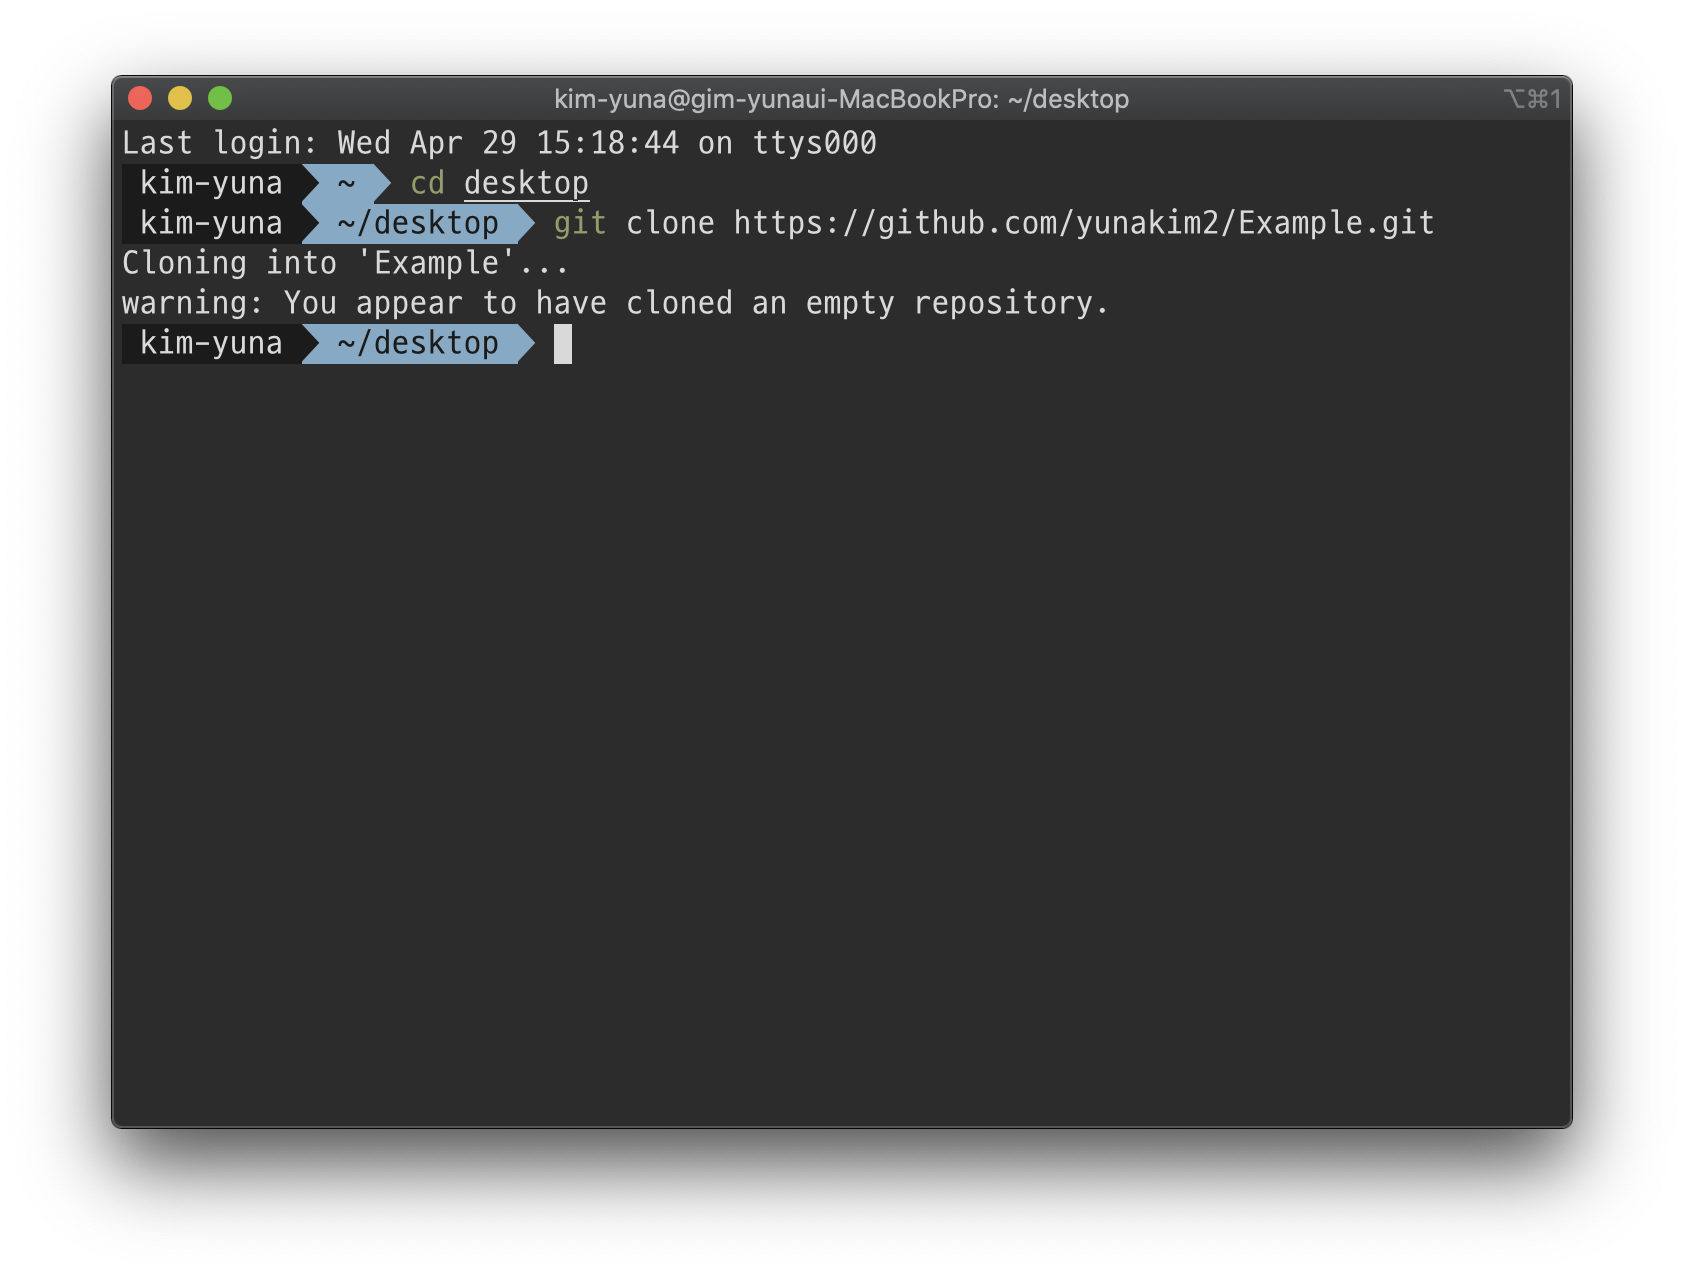 kim-yuna@gim-yunaui-MacBookPro: ~/desktop ⌥⌘1
Last login: Wed Apr 29 15:18:44 on ttys000
kim-yuna ~ cd desktop
kim-yuna ~/desktop git clone https://github.com/yunakim2/Example.git
Cloning into 'Example'...
warning: You appear to have cloned an empty repository.
kim-yuna ~/desktop